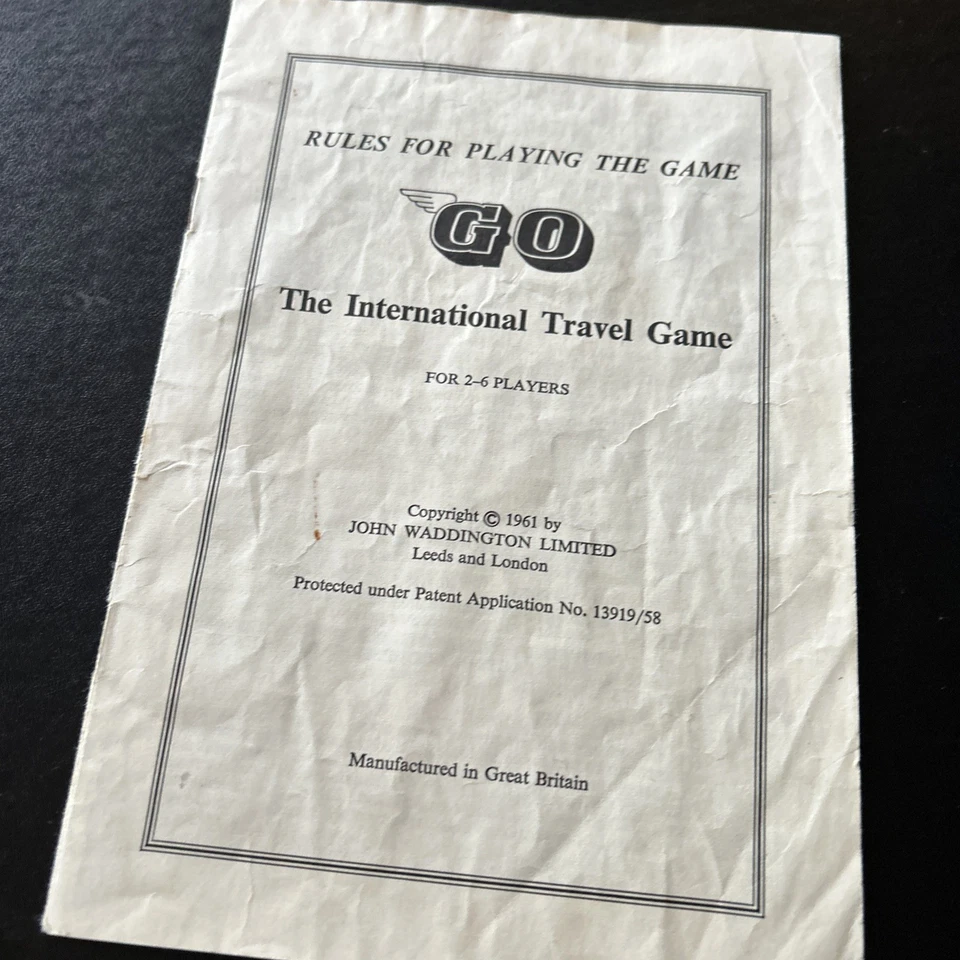 RULES FOR PLAYING THE GAME
GO
The International Travel Game
FOR 2–6 PLAYERS
Copyright © 1961 by
JOHN WADDINGTON LIMITED
Leeds and London
Protected under Patent Application No. 13919/58
Manufactured in Great Britain